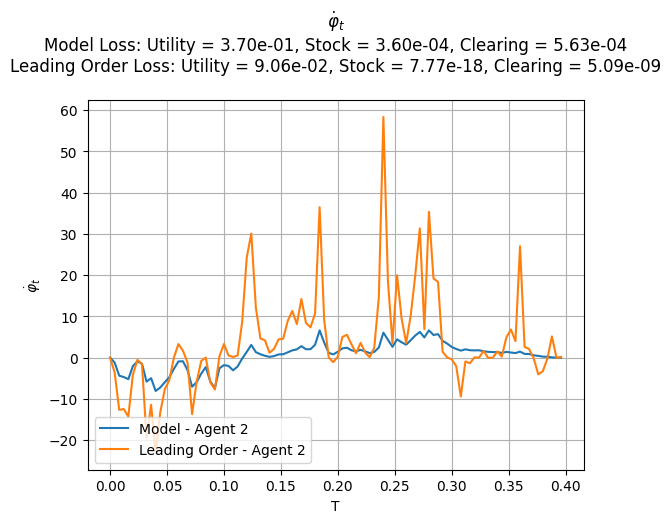 φ̇ₜ
Model Loss: Utility = 3.70e-01, Stock = 3.60e-04, Clearing = 5.63e-04
Leading Order Loss: Utility = 9.06e-02, Stock = 7.77e-18, Clearing = 5.09e-09
60
50
40
30
20
10
0
−10
−20
φ̇ₜ
Model - Agent 2
Leading Order - Agent 2
0.00 0.05 0.10 0.15 0.20 0.25 0.30 0.35 0.40
T